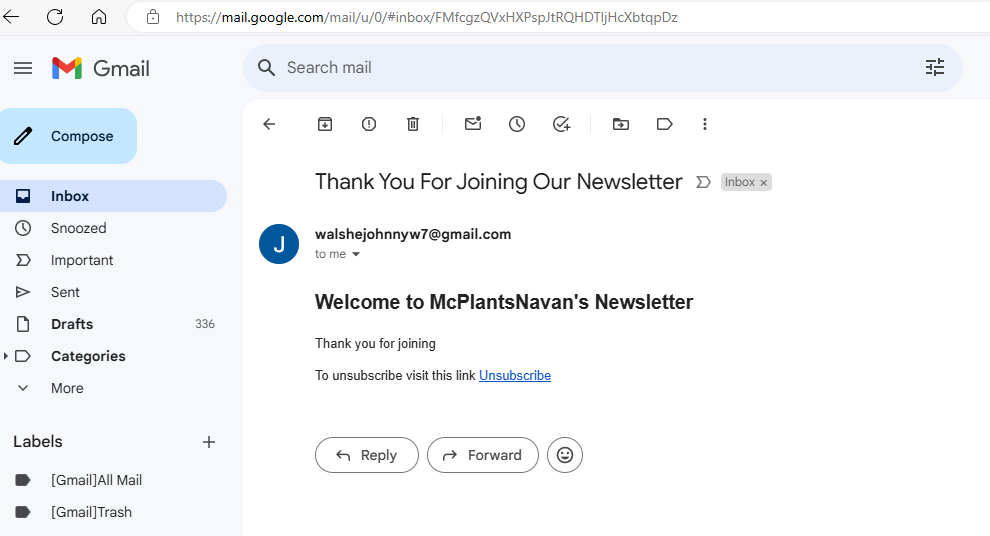 https://mail.google.com/mail/u/0/#inbox/FMfcgzQVxHXPspJtRQHDTljHcXbtqpDz
Gmail
Search mail
Compose
Inbox
Snoozed
Important
Sent
Drafts 336
Categories
More
Labels
[Gmail]All Mail
[Gmail]Trash
Thank You For Joining Our Newsletter Inbox x
J
walshejohnnyw7@gmail.com
to me
Welcome to McPlantsNavan's Newsletter
Thank you for joining
To unsubscribe visit this link Unsubscribe
Reply Forward